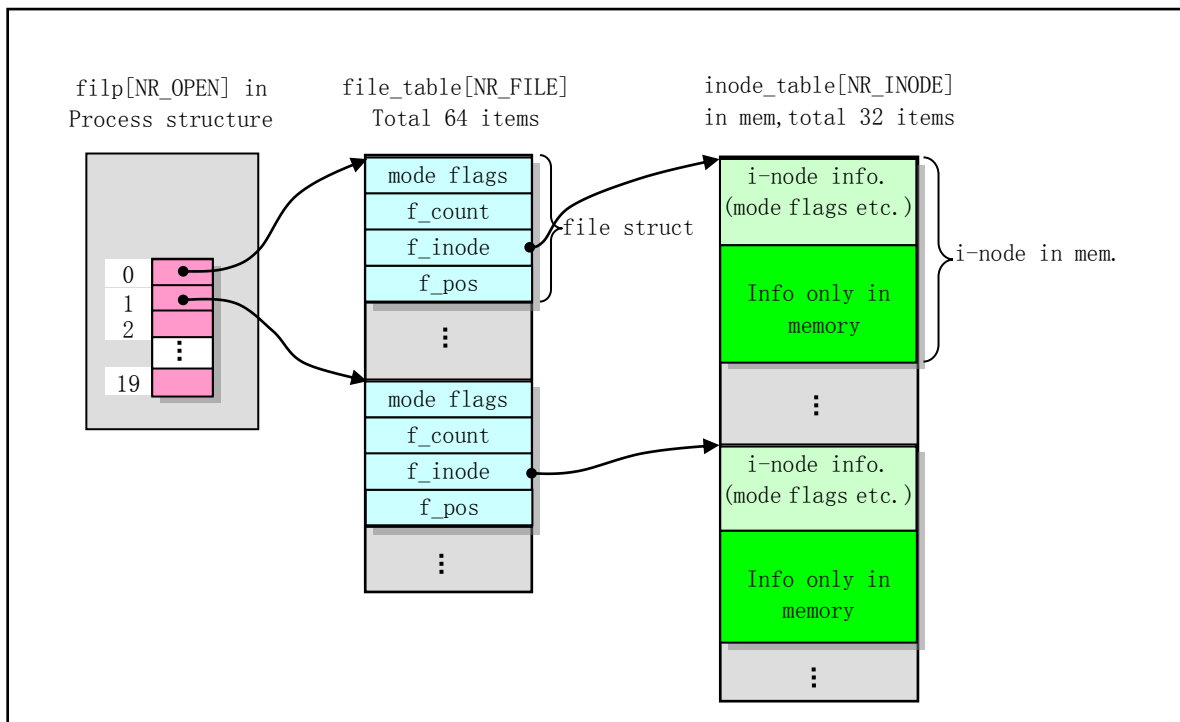 filp[NR_OPEN] in
Process structure
0
1
2
⋮
19
file_table[NR_FILE]
Total 64 items
mode flags
f_count
f_inode
f_pos
⋮
mode flags
f_count
f_inode
f_pos
⋮
file struct
inode_table[NR_INODE]
in mem,total 32 items
i-node info.
(mode flags etc.)
Info only in
memory
⋮
i-node info.
(mode flags etc.)
Info only in
memory
⋮
i-node in mem.